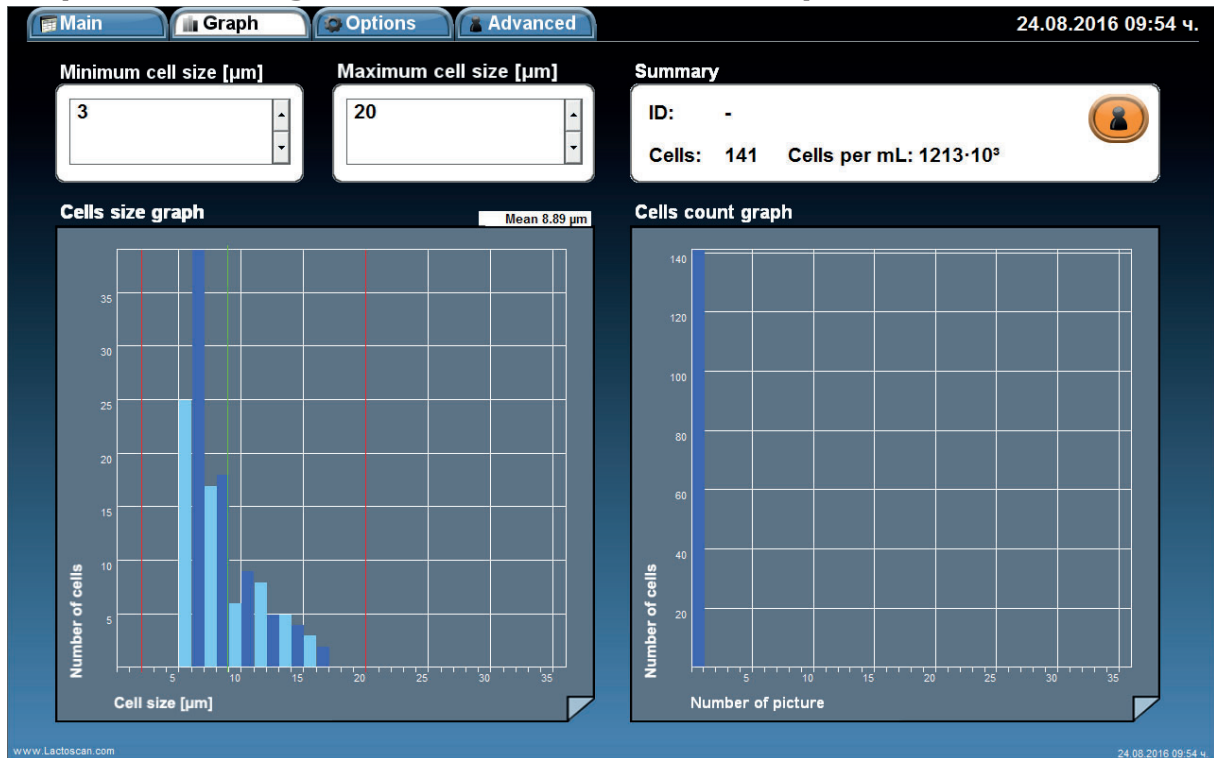 Main Graph Options Advanced 24.08.2016 09:54 ч.
Minimum cell size [µm] Maximum cell size [µm] Summary
3 20 ID: -
Cells: 141 Cells per mL: 1213·10³
Cells size graph Mean 8.89 µm Cells count graph
35
30
25
20
15
10
5
Number of cells
5 10 15 20 25 30 35
Cell size [µm]
140
120
100
80
60
40
20
Number of cells
5 10 15 20 25 30 35
Number of picture
www.Lactoscan.com 24.08.2016 09:54 ч.